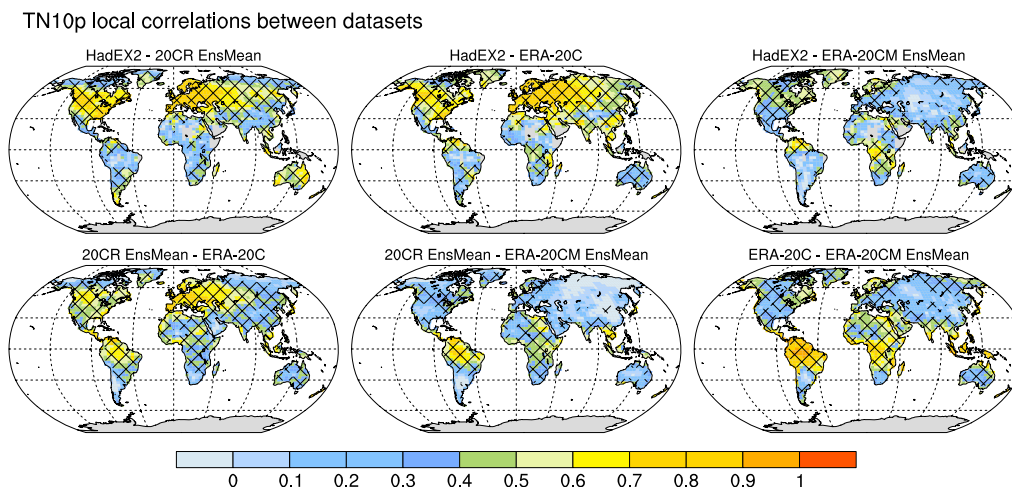 TN10p local correlations between datasets
HadEX2 - 20CR EnsMean
HadEX2 - ERA-20C
HadEX2 - ERA-20CM EnsMean
20CR EnsMean - ERA-20C
20CR EnsMean - ERA-20CM EnsMean
ERA-20C - ERA-20CM EnsMean
0 0.1 0.2 0.3 0.4 0.5 0.6 0.7 0.8 0.9 1